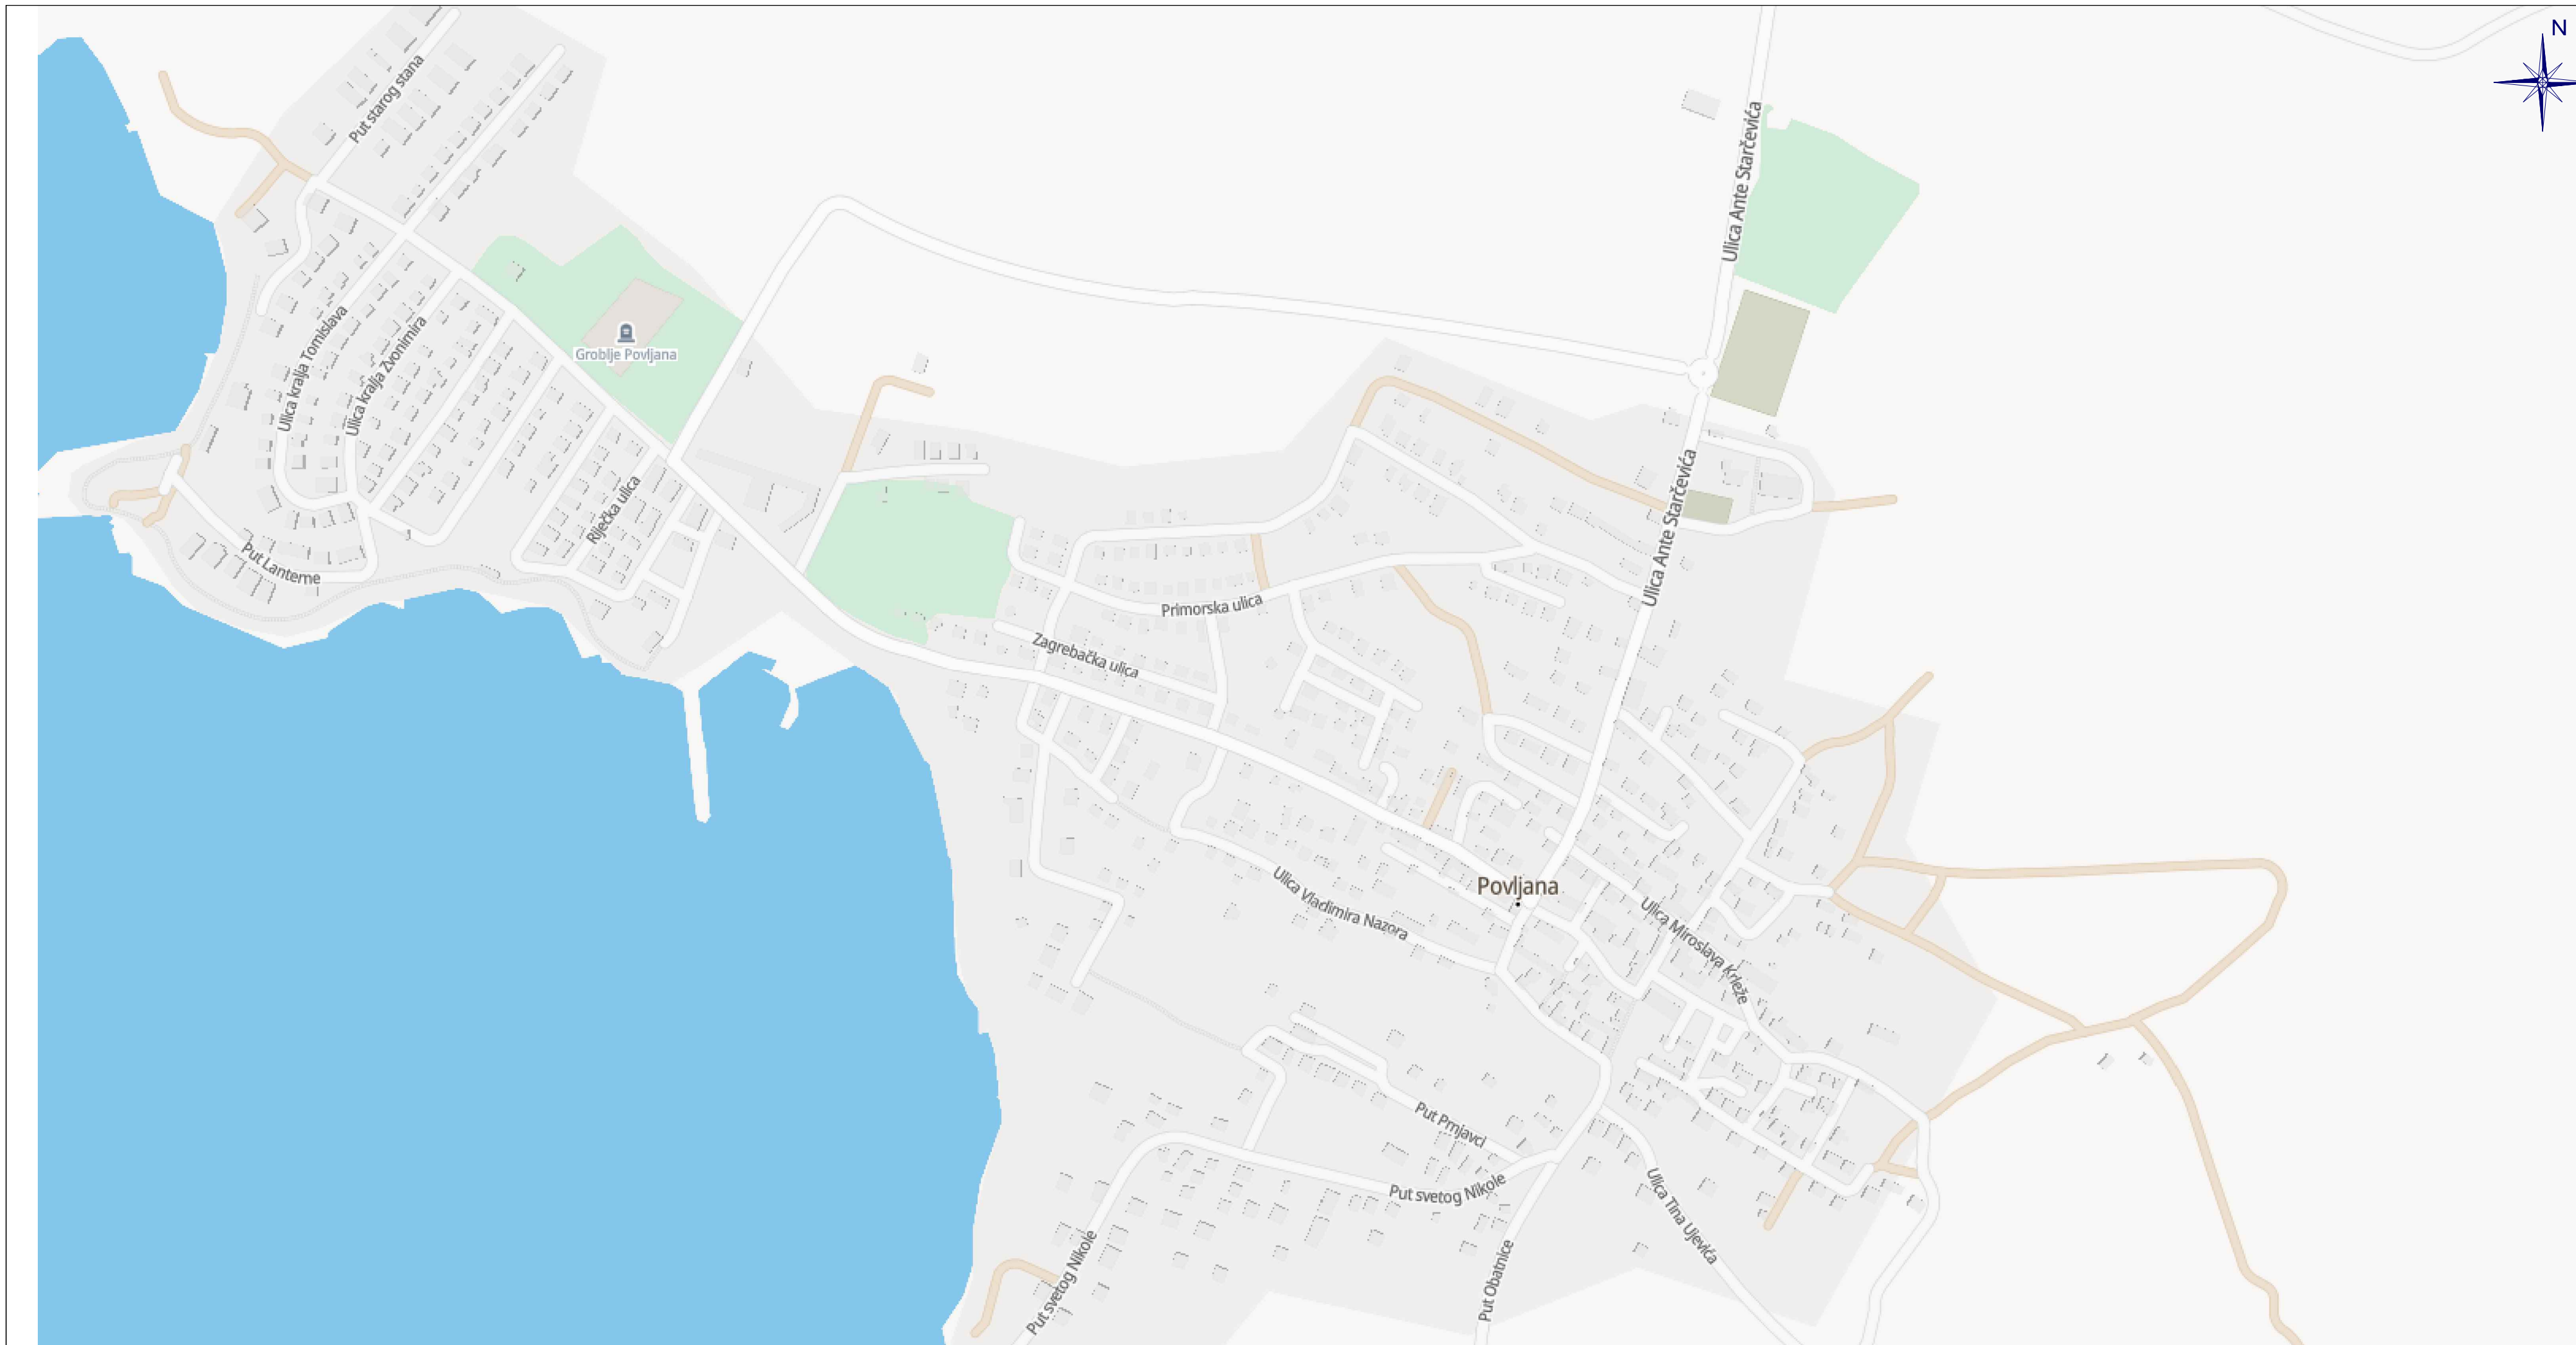 N
Put starog stana
Ulica Ante Starčevića
Groblje Povljana
Ulica kralja Tomislava
Ulica kralja Zvonimira
Riječka ulica
Put Lanterne
Ulica Ante Starčevića
Primorska ulica
Zagrebačka ulica
Povljana
Ulica Vladimira Nazora
Ulica Miroslava Krleže
Put Prnjavci
Put svetog Nikole
Ulica Tina Ujevića
Put svetog Nikole
Put Obatnice